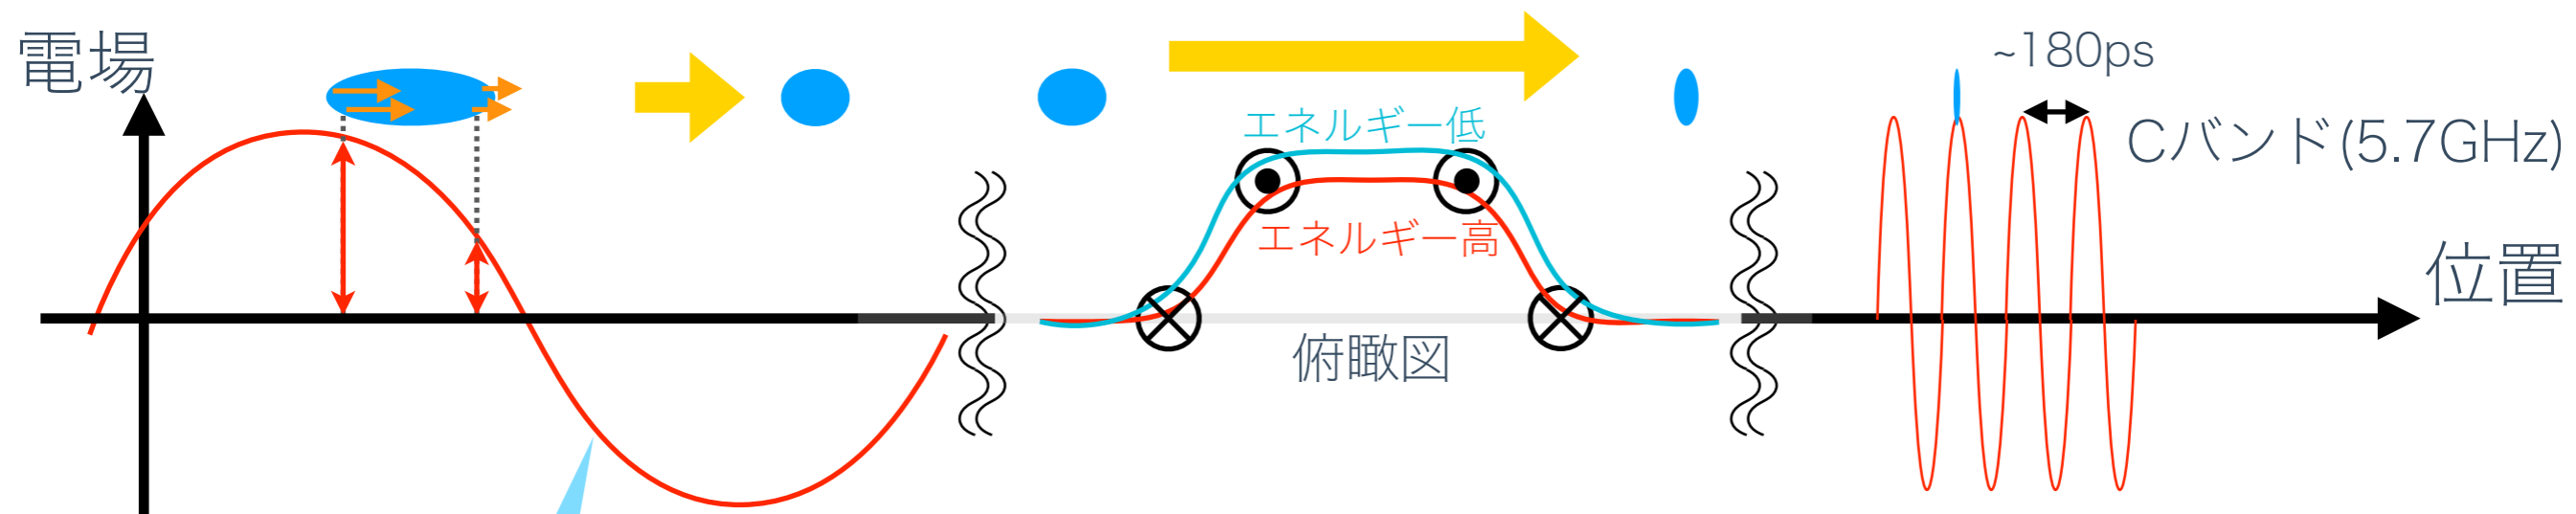 電場
エネルギー低
エネルギー高
俯瞰図
~180ps
Cバンド(5.7GHz)
位置